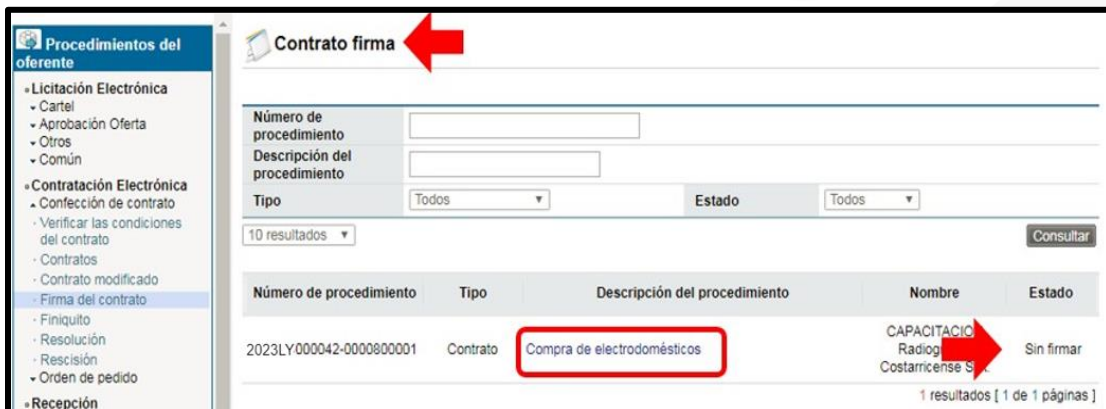 Procedimientos del
oferente
Licitación Electrónica
Cartel
Aprobación Oferta
Otros
Común
Contratación Electrónica
Confección de contrato
Verificar las condiciones
del contrato
Contratos
Contrato modificado
Firma del contrato
Finiquito
Resolución
Rescisión
Orden de pedido
Recepción
Contrato firma
Número de
procedimiento
Descripción del
procedimiento
Tipo Todos Estado Todos
10 resultados Consultar
Número de procedimiento Tipo Descripción del procedimiento Nombre Estado
CAPACITACIO
2023LY000042-0000800001 Contrato Compra de electrodomésticos Radiog Sin firmar
Costarricense S
1 resultados [ 1 de 1 páginas ]